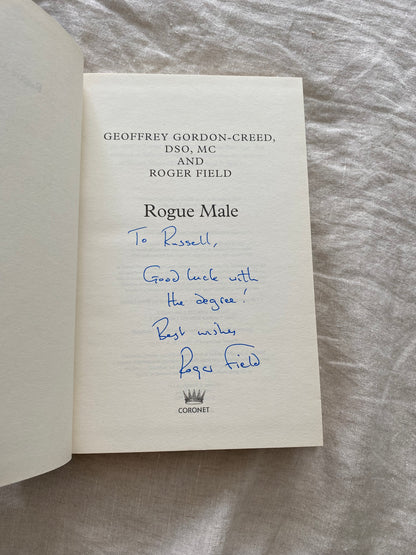 GEOFFREY GORDON-CREED,
DSO, MC
AND
ROGER FIELD
Rogue Male
To Russell,
Good luck with
the degree!
Best wishes
Roger Field
CORONET